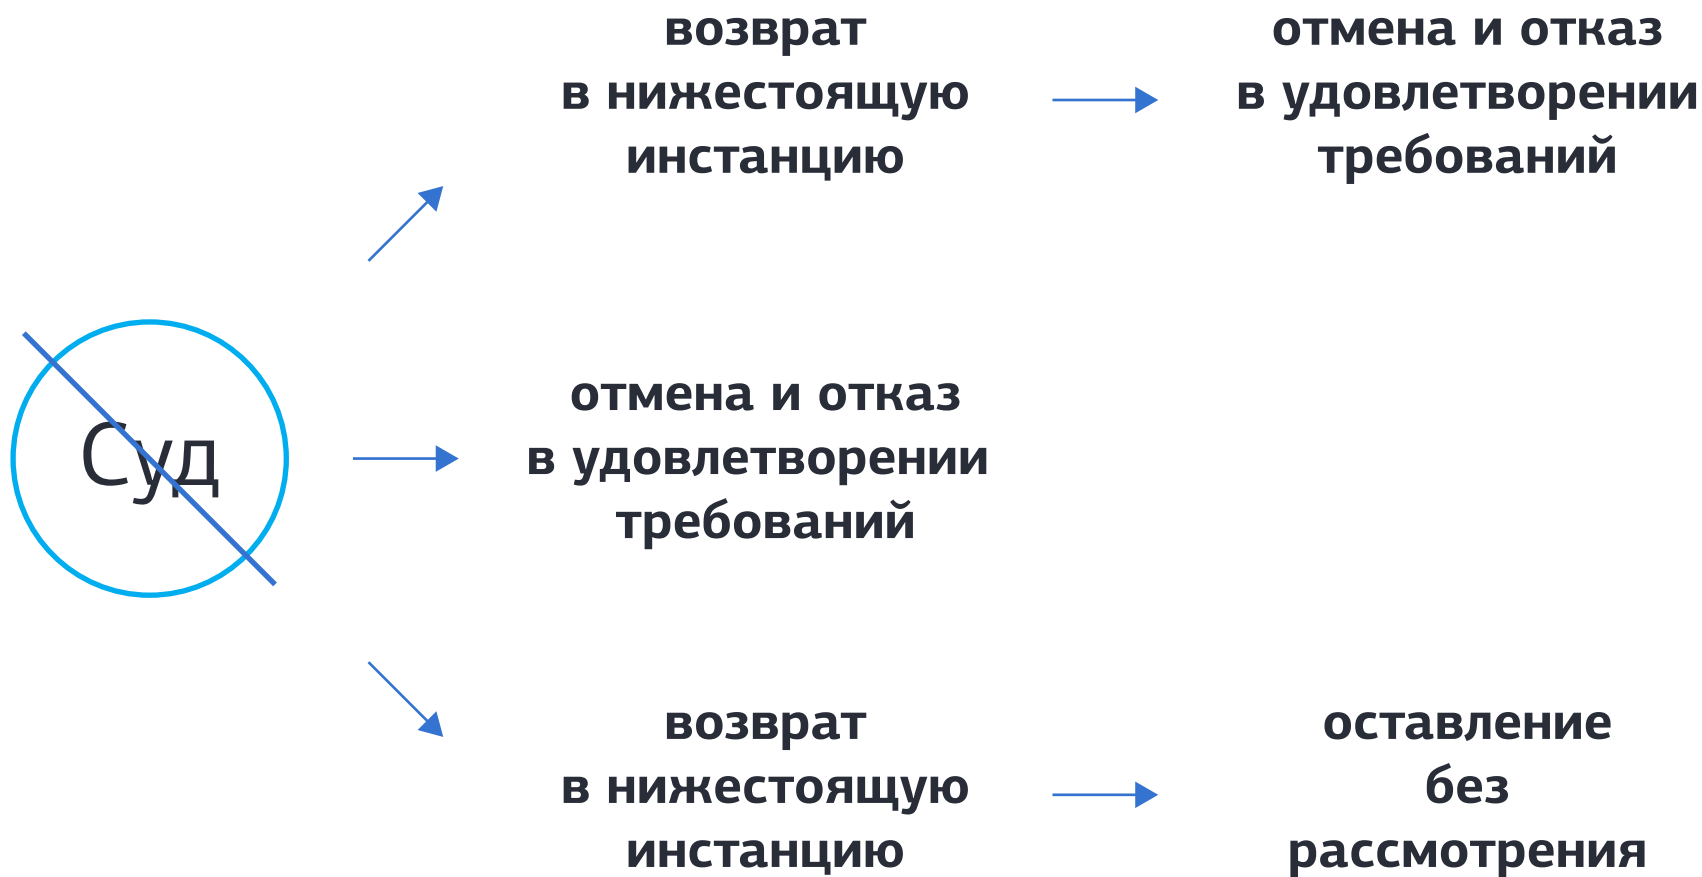 возврат
в нижестоящую
инстанцию
отмена и отказ
в удовлетворении
требований
Суд
отмена и отказ
в удовлетворении
требований
возврат
в нижестоящую
инстанцию
оставление
без
рассмотрения